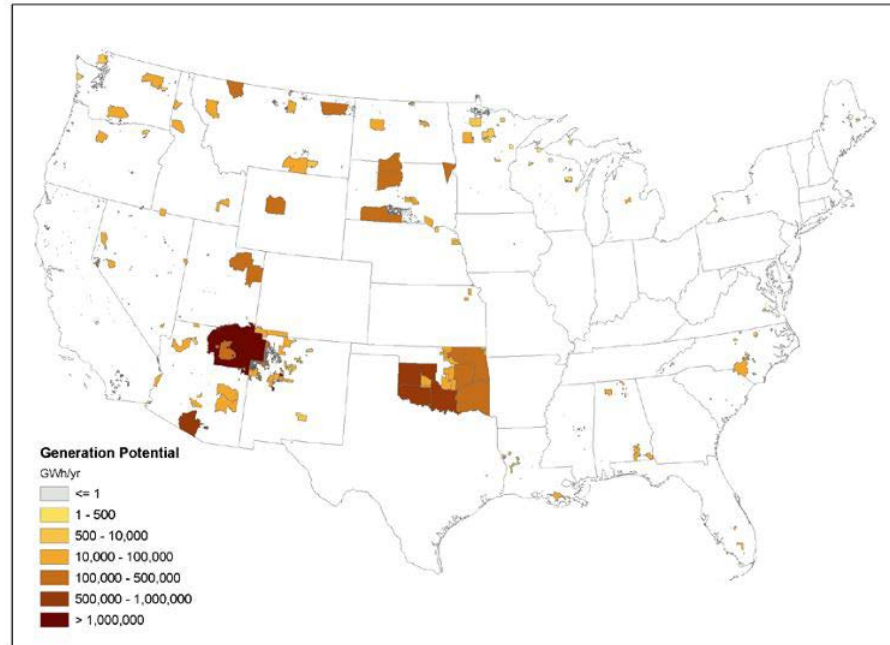 Generation Potential
GWh/yr
<= 1
1 - 500
500 - 10,000
10,000 - 100,000
100,000 - 500,000
500,000 - 1,000,000
> 1,000,000